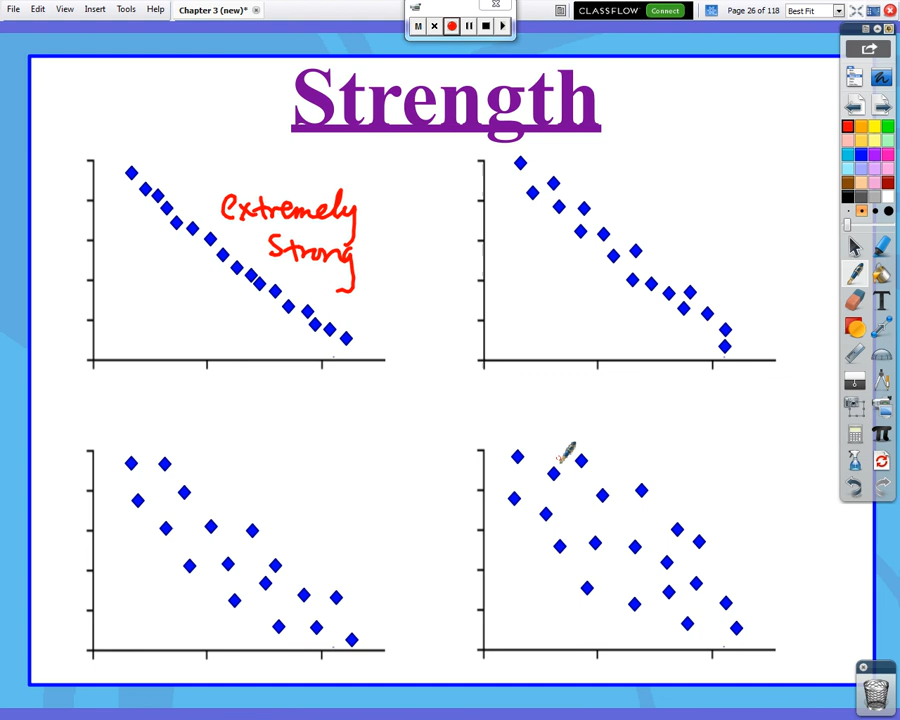 File Edit View Insert Tools Help Chapter 3 (new)* CLASSFLOW Connect Page 26 of 118 Best Fit
M
Strength
extremely
Strong
T
π